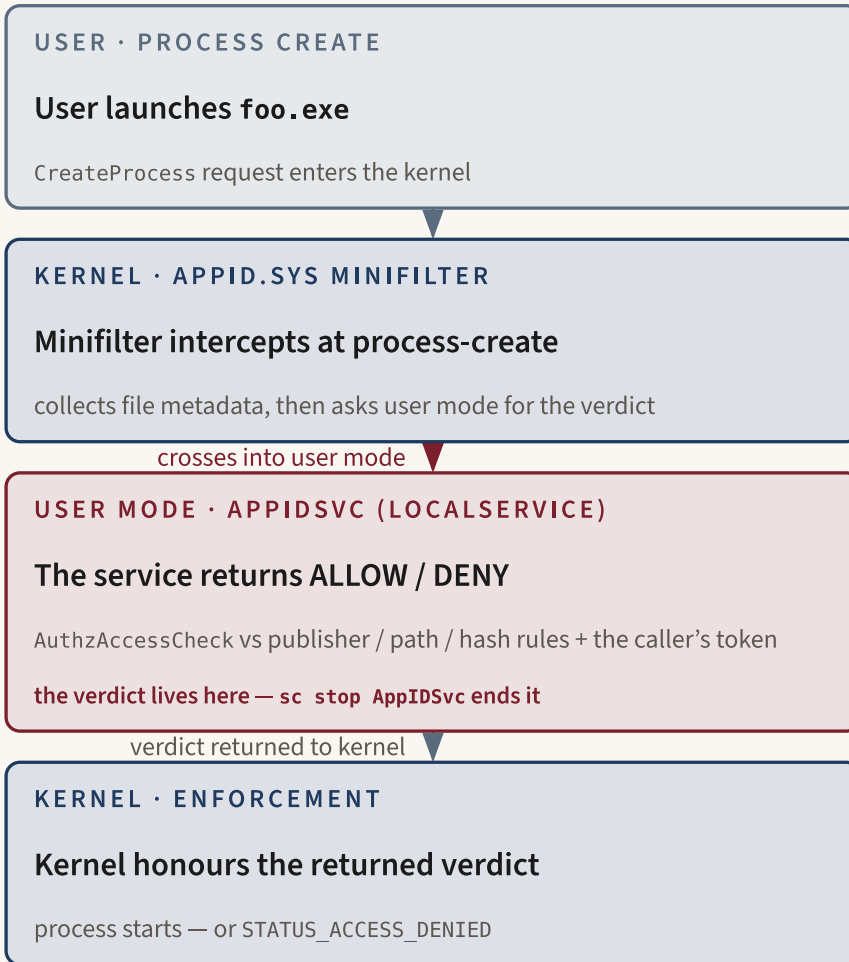 USER · PROCESS CREATE
User launches foo.exe
CreateProcess request enters the kernel
KERNEL · APPID.SYS MINIFILTER
Minifilter intercepts at process-create
collects file metadata, then asks user mode for the verdict
crosses into user mode
USER MODE · APPIDSVC (LOCALSERVICE)
The service returns ALLOW / DENY
AuthzAccessCheck vs publisher / path / hash rules + the caller’s token
the verdict lives here — sc stop AppIDSvc ends it
verdict returned to kernel
KERNEL · ENFORCEMENT
Kernel honours the returned verdict
process starts — or STATUS_ACCESS_DENIED